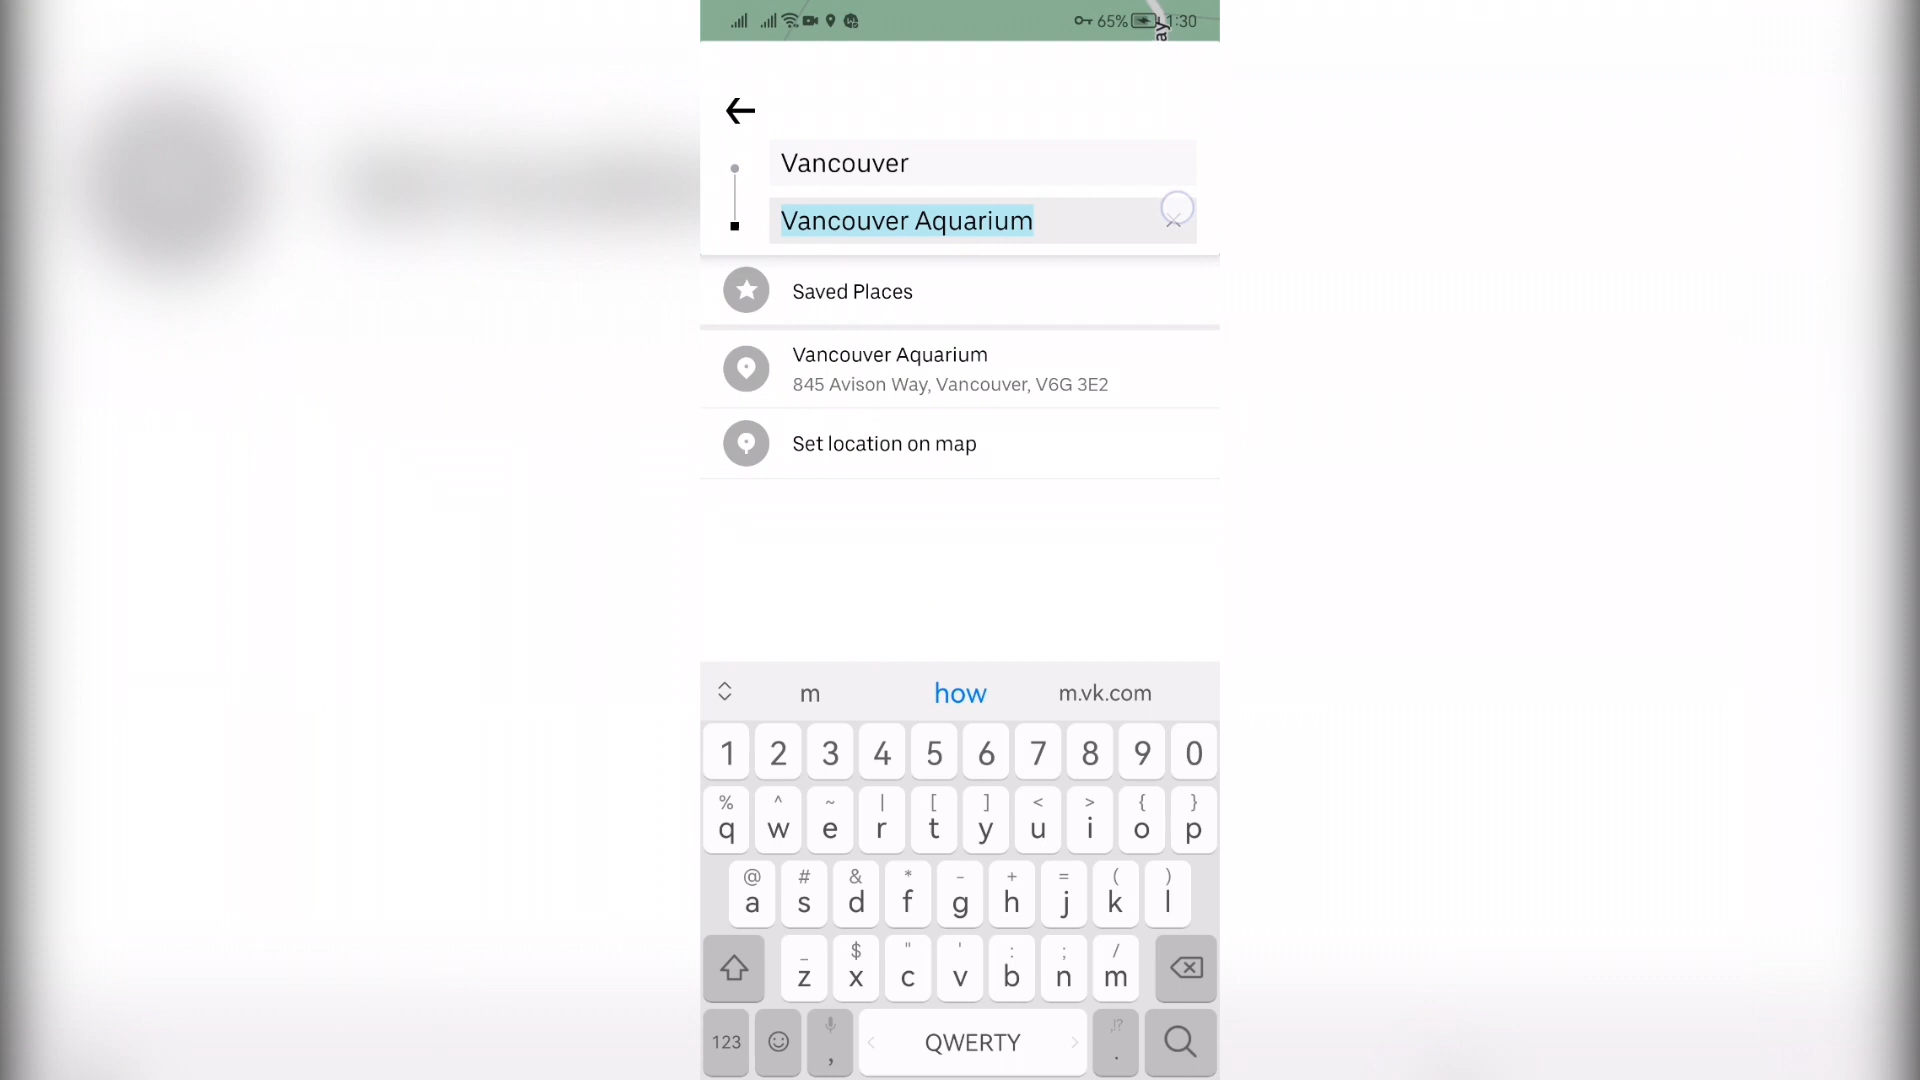 65% 1:30
ay
Vancouver
Vancouver Aquarium
Saved Places
Vancouver Aquarium
845 Avison Way, Vancouver, V6G 3E2
Set location on map
m how m.vk.com
1 2 3 4 5 6 7 8 9 0
% ^ ~ | [ ] < > { }
q w e r t y u i o p
@ # & * - + = ( )
a s d f g h j k l
_ $ " ' : ; /
z x c v b n m
,!?
123 , QWERTY .